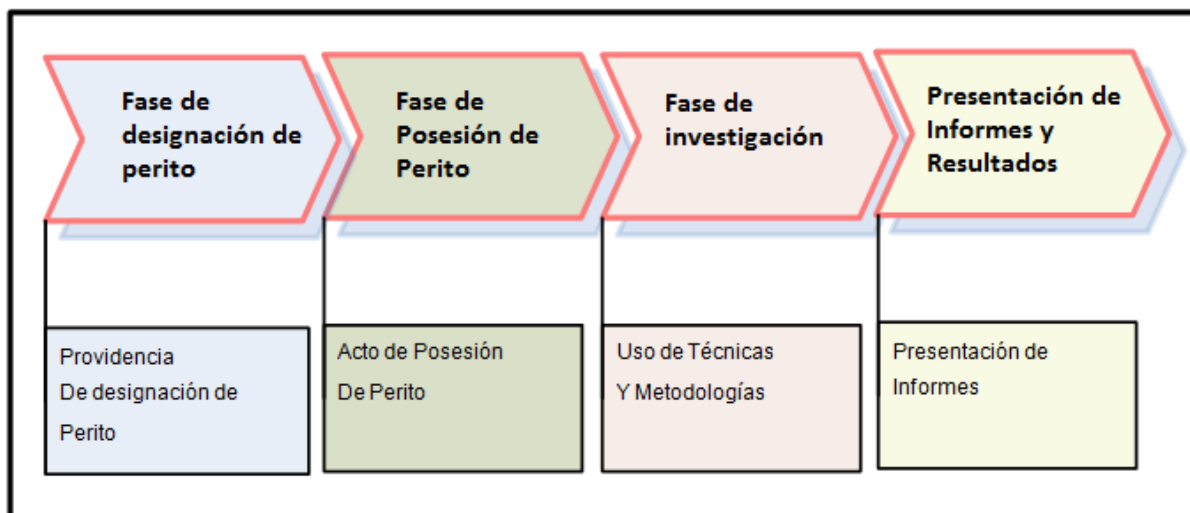 Fase de
designación de
perito
Fase de
Posesión de
Perito
Fase de
investigación
Presentación de
Informes y
Resultados
Providencia
De designación de
Perito
Acto de Posesión
De Perito
Uso de Técnicas
Y Metodologías
Presentación de
Informes